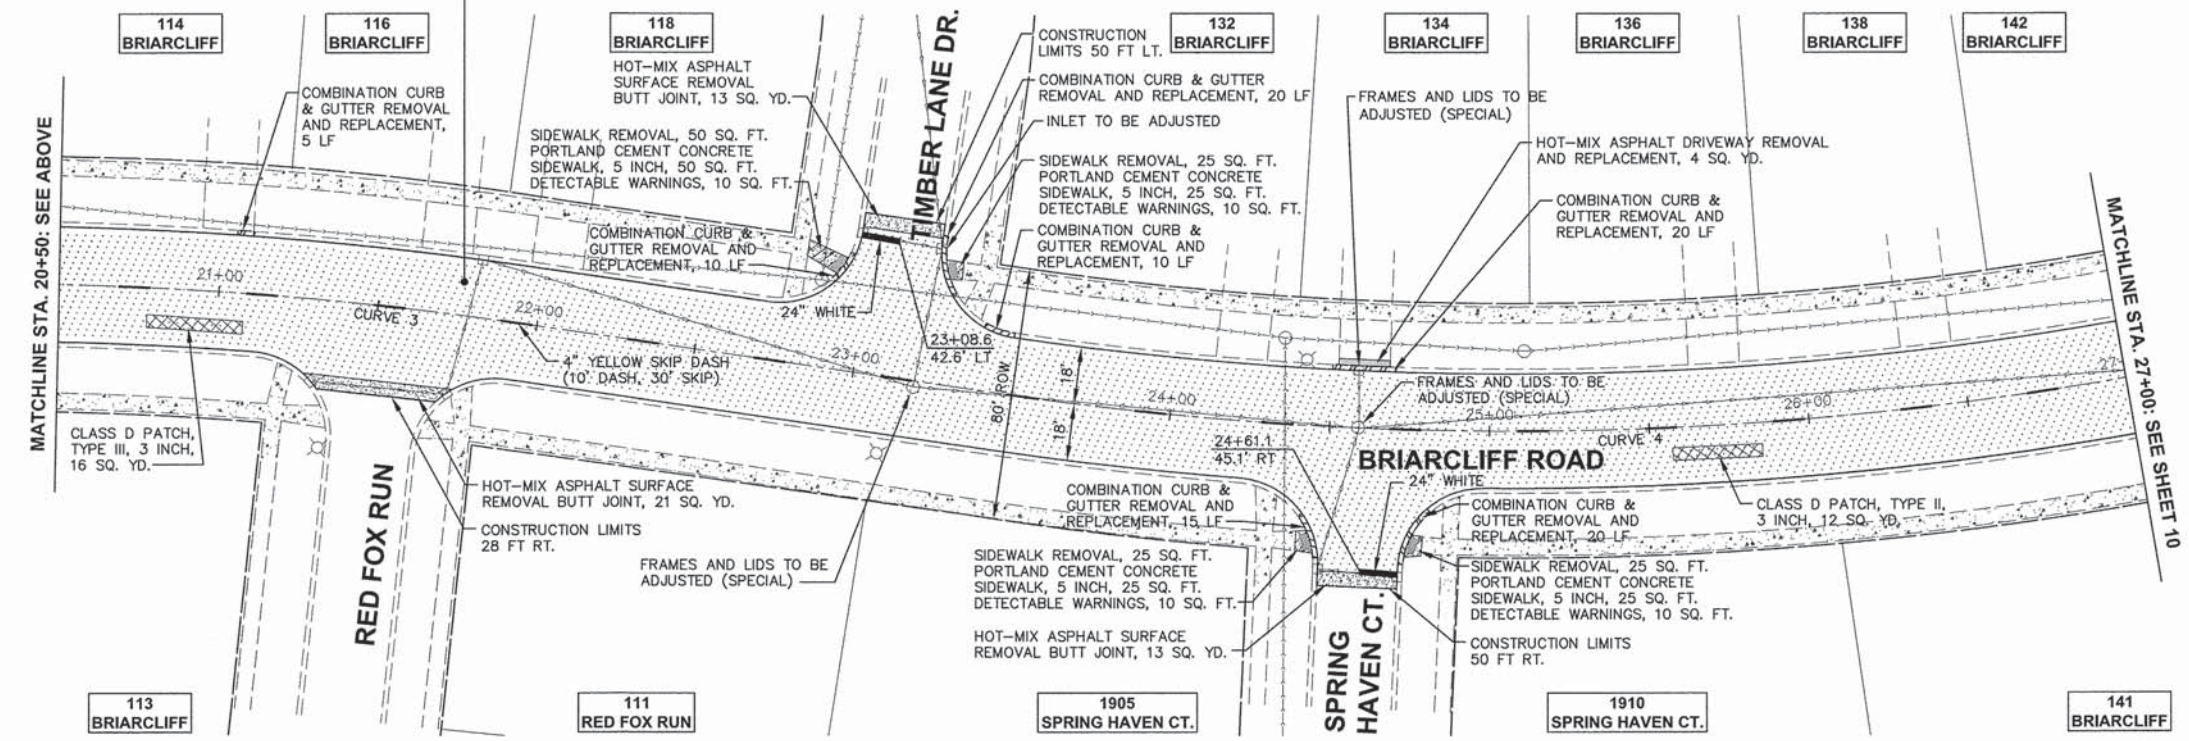 114
BRIARCLIFF
116
BRIARCLIFF
118
BRIARCLIFF
132
BRIARCLIFF
134
BRIARCLIFF
136
BRIARCLIFF
138
BRIARCLIFF
142
BRIARCLIFF
MATCHLINE STA. 20+50: SEE ABOVE
COMBINATION CURB
& GUTTER REMOVAL
AND REPLACEMENT,
5 LF
HOT-MIX ASPHALT
SURFACE REMOVAL
BUTT JOINT, 13 SQ. YD.
SIDEWALK REMOVAL, 50 SQ. FT.
PORTLAND CEMENT CONCRETE
SIDEWALK, 5 INCH, 50 SQ. FT.
DETECTABLE WARNINGS, 10 SQ. FT.
COMBINATION CURB &
GUTTER REMOVAL AND
REPLACEMENT, 10 LF
TIMBER LANE DR.
CONSTRUCTION
LIMITS 50 FT LT.
COMBINATION CURB & GUTTER
REMOVAL AND REPLACEMENT, 20 LF
INLET TO BE ADJUSTED
SIDEWALK REMOVAL, 25 SQ. FT.
PORTLAND CEMENT CONCRETE
SIDEWALK, 5 INCH, 25 SQ. FT.
DETECTABLE WARNINGS, 10 SQ. FT.
COMBINATION CURB &
GUTTER REMOVAL AND
REPLACEMENT, 10 LF
FRAMES AND LIDS TO BE
ADJUSTED (SPECIAL)
HOT-MIX ASPHALT DRIVEWAY REMOVAL
AND REPLACEMENT, 4 SQ. YD.
COMBINATION CURB &
GUTTER REMOVAL AND
REPLACEMENT, 20 LF
MATCHLINE STA. 27+00: SEE SHEET 10
21+00
CURVE 3
22+00
4" YELLOW SKIP DASH
(10' DASH, 30' SKIP)
23+00
24" WHITE
23+08.6
42.6' LT
80' ROW
18'
18'
24+00
FRAMES AND LIDS TO BE
ADJUSTED (SPECIAL)
25+00
CURVE 4
26+00
27+
24+61.1
45.1' RT
BRIARCLIFF ROAD
24" WHITE
CLASS D PATCH,
TYPE III, 3 INCH,
16 SQ. YD.
RED FOX RUN
HOT-MIX ASPHALT SURFACE
REMOVAL BUTT JOINT, 21 SQ. YD.
CONSTRUCTION LIMITS
28 FT RT.
FRAMES AND LIDS TO BE
ADJUSTED (SPECIAL)
COMBINATION CURB &
GUTTER REMOVAL AND
REPLACEMENT, 15 LF
SIDEWALK REMOVAL, 25 SQ. FT.
PORTLAND CEMENT CONCRETE
SIDEWALK, 5 INCH, 25 SQ. FT.
DETECTABLE WARNINGS, 10 SQ. FT.
HOT-MIX ASPHALT SURFACE
REMOVAL BUTT JOINT, 13 SQ. YD.
SPRING
HAVEN CT.
COMBINATION CURB &
GUTTER REMOVAL AND
REPLACEMENT, 20 LF
CLASS D PATCH, TYPE II,
3 INCH, 12 SQ. YD.
SIDEWALK REMOVAL, 25 SQ. FT.
PORTLAND CEMENT CONCRETE
SIDEWALK, 5 INCH, 25 SQ. FT.
DETECTABLE WARNINGS, 10 SQ. FT.
CONSTRUCTION LIMITS
50 FT RT.
113
BRIARCLIFF
111
RED FOX RUN
1905
SPRING HAVEN CT.
1910
SPRING HAVEN CT.
141
BRIARCLIFF